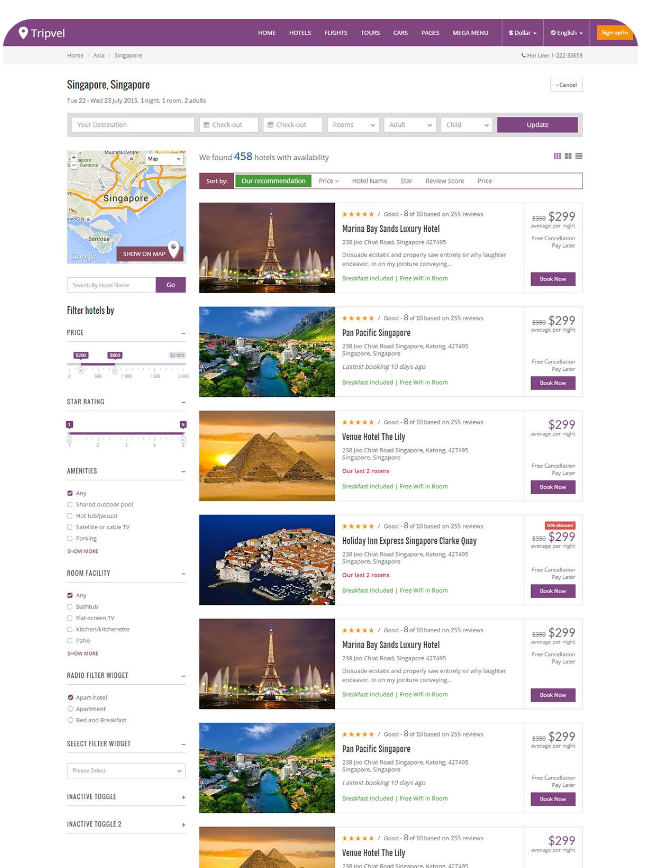 Tripvel
HOME HOTELS FLIGHTS TOURS CARS PAGES MEGA MENU $ Dollar English Sign up/in
Home / Asia / Singapore
Hot Line: 1-222-33658
Singapore, Singapore
- Cancel
Tue 22 - Wed 23 July 2015, 1 night, 1 room, 2 adults
Your Destination Check-out Check-out Rooms Adult Child Update
Map
Singapore
Sentosa
Google
SHOW ON MAP
Search By Hotel Name Go
Filter hotels by
PRICE −
$200 $800 $2,000
0 500 1 000 1 500 2 000
STAR RATING −
1 5
1 2 3 4 5
AMENITIES −
Any
Shared outdoor pool
Hot tub/jacuzzi
Satellite or cable TV
Parking
SHOW MORE
ROOM FACILITY −
Any
Bathtub
Flat-screen TV
Kitchen/kitchenette
Patio
SHOW MORE
RADIO FILTER WIDGET −
Apart-hotel
Apartment
Bed and Breakfast
SELECT FILTER WIDGET −
Please Select
INACTIVE TOGGLE +
INACTIVE TOGGLE 2 +
We found 458 hotels with availability
Sort by: Our recommendation Price Hotel Name Star Review Score Price
/ Good - 8 of 10 based on 255 reviews
Marina Bay Sands Luxury Hotel
238 Joo Chiat Road, Singapore 427495
Dissuade ecstatic and properly saw entirely sir why laughter
endeavor. In on my jointure conveying...
Breakfast Included | Free Wifi in Room
$350 $299
average per night
Free Cancellation
Pay Later
Book Now
/ Good - 8 of 10 based on 255 reviews
Pan Pacific Singapore
238 Joo Chiat Road Singapore, Katong, 427495
Singapore, Singapore
Lastest booking 10 days ago
Breakfast Included | Free Wifi in Room
$350 $299
average per night
Free Cancellation
Pay Later
Book Now
/ Good - 8 of 10 based on 255 reviews
Venue Hotel The Lily
238 Joo Chiat Road Singapore, Katong, 427495
Singapore, Singapore
Our last 2 rooms
Breakfast Included | Free Wifi in Room
$299
average per night
Free Cancellation
Pay Later
Book Now
/ Good - 8 of 10 based on 255 reviews
Holiday Inn Express Singapore Clarke Quay
238 Joo Chiat Road Singapore, Katong, 427495
Singapore, Singapore
Our last 2 rooms
Breakfast Included | Free Wifi in Room
50% discount
$350 $299
average per night
Free Cancellation
Pay Later
Book Now
/ Good - 8 of 10 based on 255 reviews
Marina Bay Sands Luxury Hotel
238 Joo Chiat Road, Singapore 427495
Dissuade ecstatic and properly saw entirely sir why laughter
endeavor. In on my jointure conveying...
Breakfast Included | Free Wifi in Room
$350 $299
average per night
Free Cancellation
Pay Later
Book Now
/ Good - 8 of 10 based on 255 reviews
Pan Pacific Singapore
238 Joo Chiat Road Singapore, Katong, 427495
Singapore, Singapore
Lastest booking 10 days ago
Breakfast Included | Free Wifi in Room
$350 $299
average per night
Free Cancellation
Pay Later
Book Now
/ Good - 8 of 10 based on 255 reviews
Venue Hotel The Lily
238 Joo Chiat Road Singapore, Katong, 427495
$299
average per night